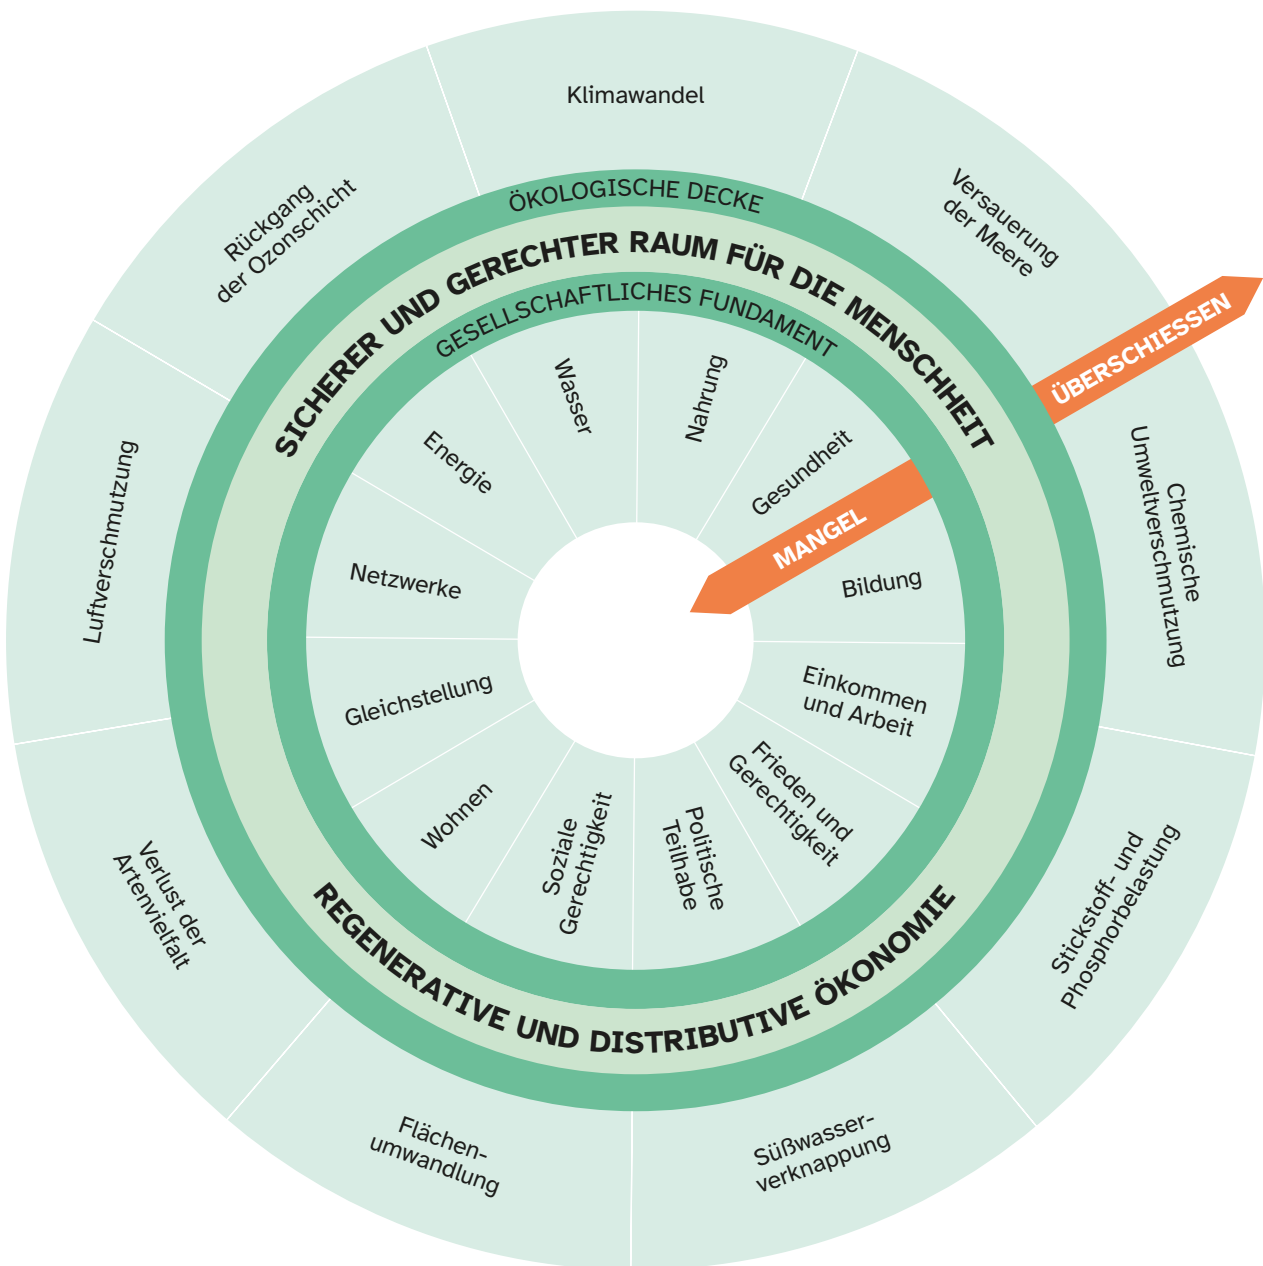 Klimawandel
Versauerung
der Meere
Chemische
Umweltverschmutzung
Stickstoff- und
Phosphorbelastung
Süßwasser-
verknappung
Flächen-
umwandlung
Verlust der
Artenvielfalt
Luftverschmutzung
Rückgang
der Ozonschicht
ÖKOLOGISCHE DECKE
SICHERER UND GERECHTER RAUM FÜR DIE MENSCHHEIT
GESELLSCHAFTLICHES FUNDAMENT
ÜBERSCHIESSEN
MANGEL
Wasser
Nahrung
Gesundheit
Bildung
Einkommen
und Arbeit
Frieden und
Gerechtigkeit
Politische
Teilhabe
Soziale
Gerechtigkeit
Wohnen
Gleichstellung
Netzwerke
Energie
REGENERATIVE UND DISTRIBUTIVE ÖKONOMIE